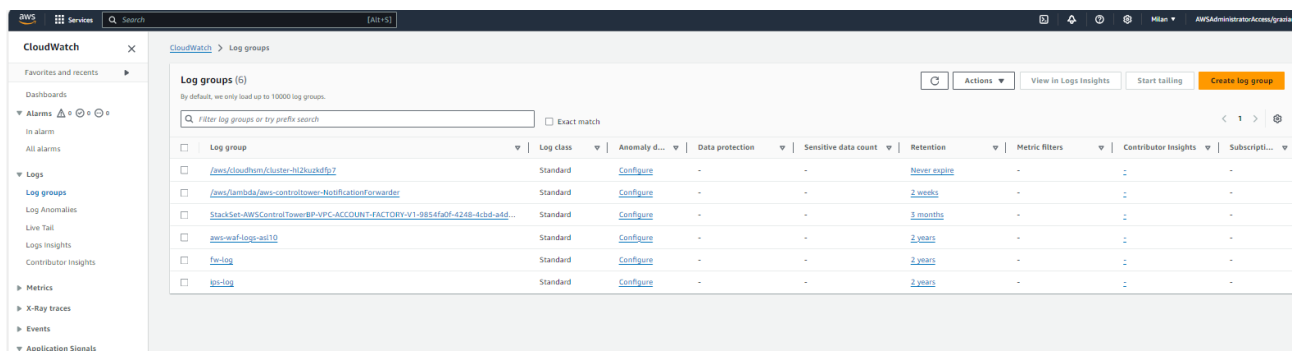 aws Services Search [Alt+S] Milan ▼ AWSAdministratorAccess/grazia
CloudWatch ×
CloudWatch > Log groups
Favorites and recents ▶
Dashboards
▼ Alarms 0 0 0
In alarm
All alarms
▼ Logs
Log groups
Log Anomalies
Live Tail
Logs Insights
Contributor Insights
▶ Metrics
▶ X-Ray traces
▶ Events
▼ Application Signals
Log groups (6)
Actions ▼ View in Logs Insights Start tailing Create log group
By default, we only load up to 10000 log groups.
Filter log groups or try prefix search Exact match < 1 >
Log group Log class Anomaly d... Data protection Sensitive data count Retention Metric filters Contributor Insights Subscripti...
/aws/cloudhsm/cluster-hl2kuzkdfp7 Standard Configure - - Never expire - - -
/aws/lambda/aws-controltower-NotificationForwarder Standard Configure - - 2 weeks - - -
StackSet-AWSControlTowerBP-VPC-ACCOUNT-FACTORY-V1-9854fa0f-4248-4cbd-a4d... Standard Configure - - 3 months - - -
aws-waf-logs-asl10 Standard Configure - - 2 years - - -
fw-log Standard Configure - - 2 years - - -
ips-log Standard Configure - - 2 years - - -